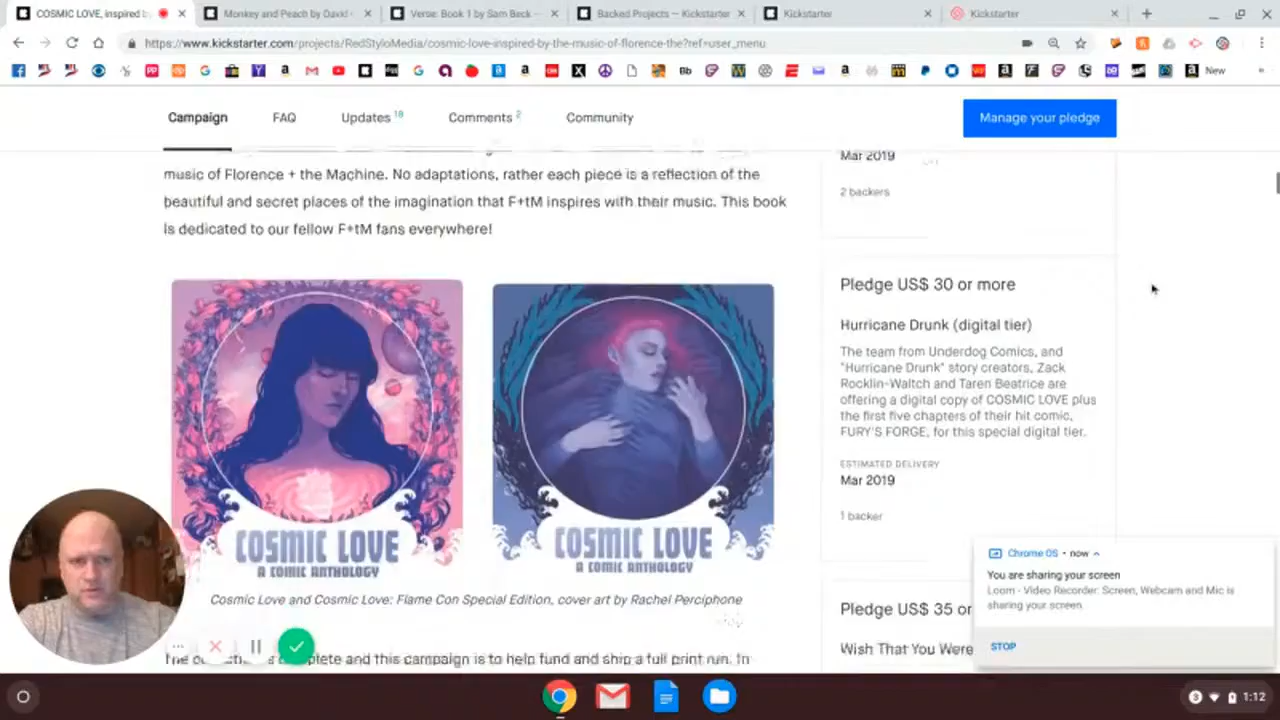 COSMIC LOVE, inspired b
Monkey and Peach by David
Verse: Book 1 by Sam Beck —
Backed Projects — Kickstarter
Kickstarter
Kickstarter
https://www.kickstarter.com/projects/RedStyloMedia/cosmic-love-inspired-by-the-music-of-florence-the?ref=user_menu
New
Campaign
FAQ
Updates 18
Comments 2
Community
Manage your pledge
music of Florence + the Machine. No adaptations, rather each piece is a reflection of the
beautiful and secret places of the imagination that F+tM inspires with their music. This book
is dedicated to our fellow F+tM fans everywhere!
COSMIC LOVE
A COMIC ANTHOLOGY
COSMIC LOVE
A COMIC ANTHOLOGY
Cosmic Love and Cosmic Love: Flame Con Special Edition, cover art by Rachel Perciphone
plete and this campaign is to help fund and ship a full print run. In
Mar 2019
2 backers
Pledge US$ 30 or more
Hurricane Drunk (digital tier)
The team from Underdog Comics, and
"Hurricane Drunk" story creators, Zack
Rocklin-Waltch and Taren Beatrice are
offering a digital copy of COSMIC LOVE plus
the first five chapters of their hit comic,
FURY'S FORGE, for this special digital tier.
ESTIMATED DELIVERY
Mar 2019
1 backer
Pledge US$ 35 or
Wish That You Were
Chrome OS • now
You are sharing your screen
Loom - Video Recorder: Screen, Webcam and Mic is
sharing your screen.
STOP
3
1:12